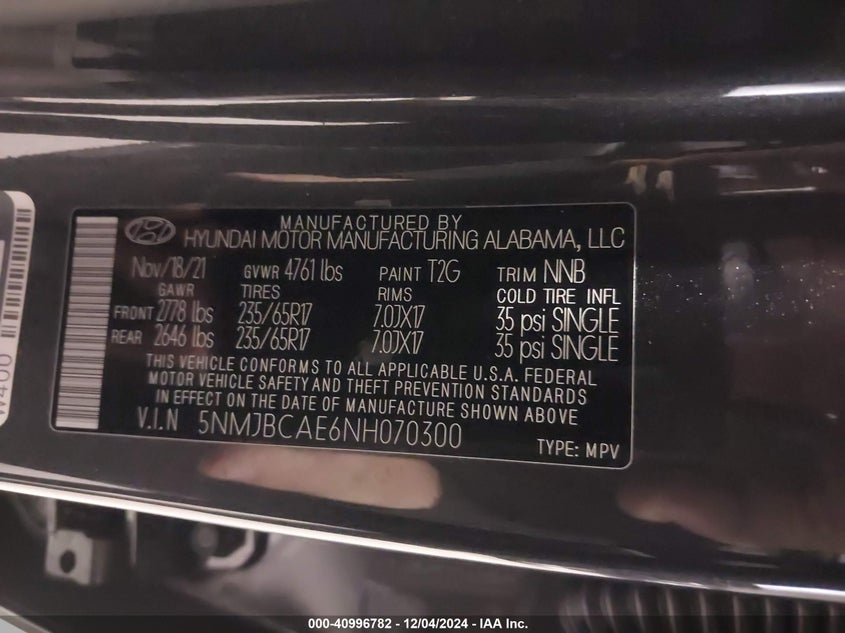 MANUFACTURED BY
HYUNDAI MOTOR MANUFACTURING ALABAMA, LLC
Nov/18/21 GVWR 4761 lbs PAINT T2G TRIM NNB
GAWR TIRES RIMS COLD TIRE INFL
FRONT 2778 lbs 235/65R17 7.0JX17 35 psi SINGLE
REAR 2646 lbs 235/65R17 7.0JX17 35 psi SINGLE
THIS VEHICLE CONFORMS TO ALL APPLICABLE U.S.A. FEDERAL
MOTOR VEHICLE SAFETY AND THEFT PREVENTION STANDARDS
IN EFFECT ON THE DATE OF MANUFACTURE SHOWN ABOVE
V.I.N 5NMJBCAE6NH070300
TYPE: MPV
W400
000-40996782 - 12/04/2024 - IAA Inc.